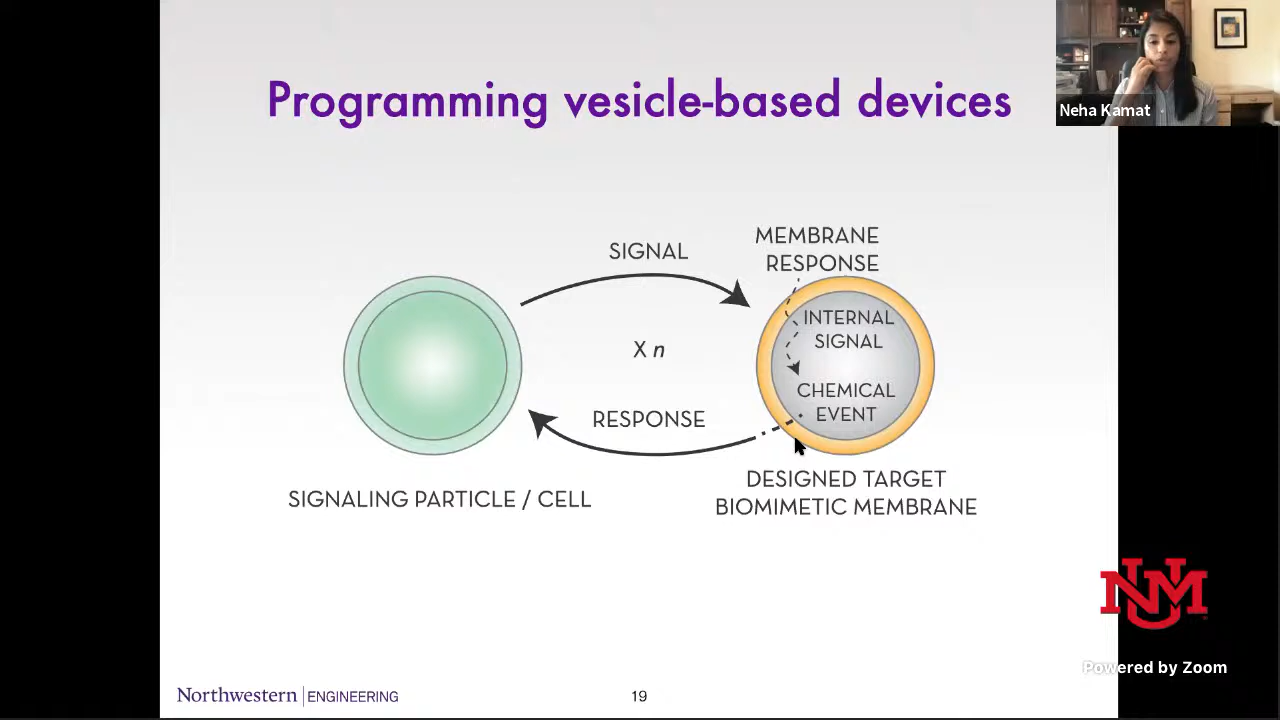 Programming vesicle-based devices
Neha Kamat
SIGNAL
MEMBRANE
RESPONSE
INTERNAL
SIGNAL
X n
CHEMICAL
EVENT
RESPONSE
SIGNALING PARTICLE / CELL
DESIGNED TARGET
BIOMIMETIC MEMBRANE
UNM
Powered by Zoom
Northwestern | ENGINEERING
19